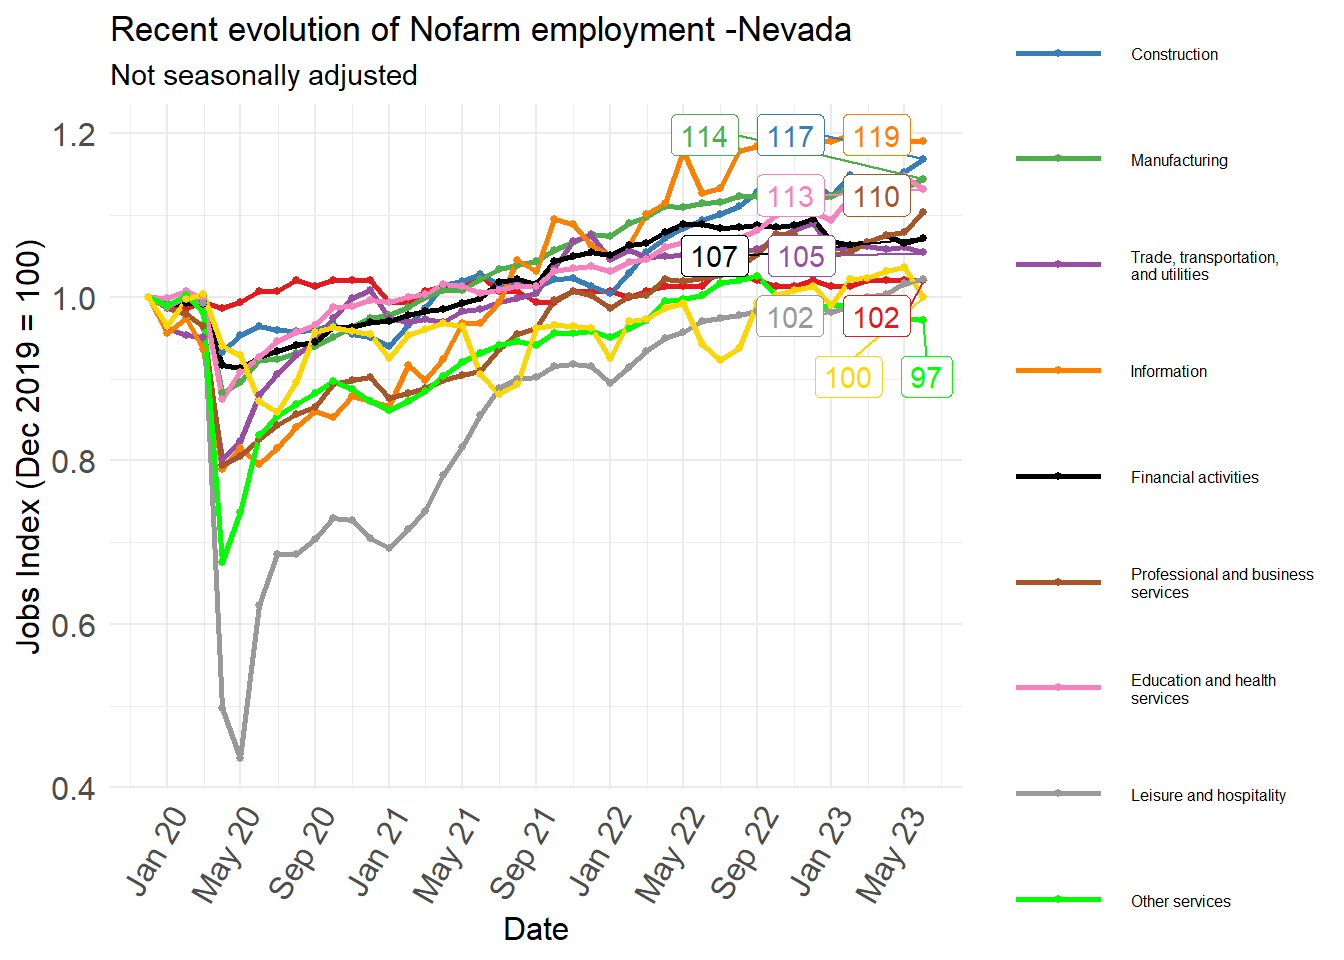 Recent evolution of Nofarm employment -Nevada
Not seasonally adjusted
Jobs Index (Dec 2019 = 100)
1.2
1.0
0.8
0.6
0.4
114
117
119
113
110
107
105
102
102
100
97
Jan 20
May 20
Sep 20
Jan 21
May 21
Sep 21
Jan 22
May 22
Sep 22
Jan 23
May 23
Date
Construction
Manufacturing
Trade, transportation,
and utilities
Information
Financial activities
Professional and business
services
Education and health
services
Leisure and hospitality
Other services